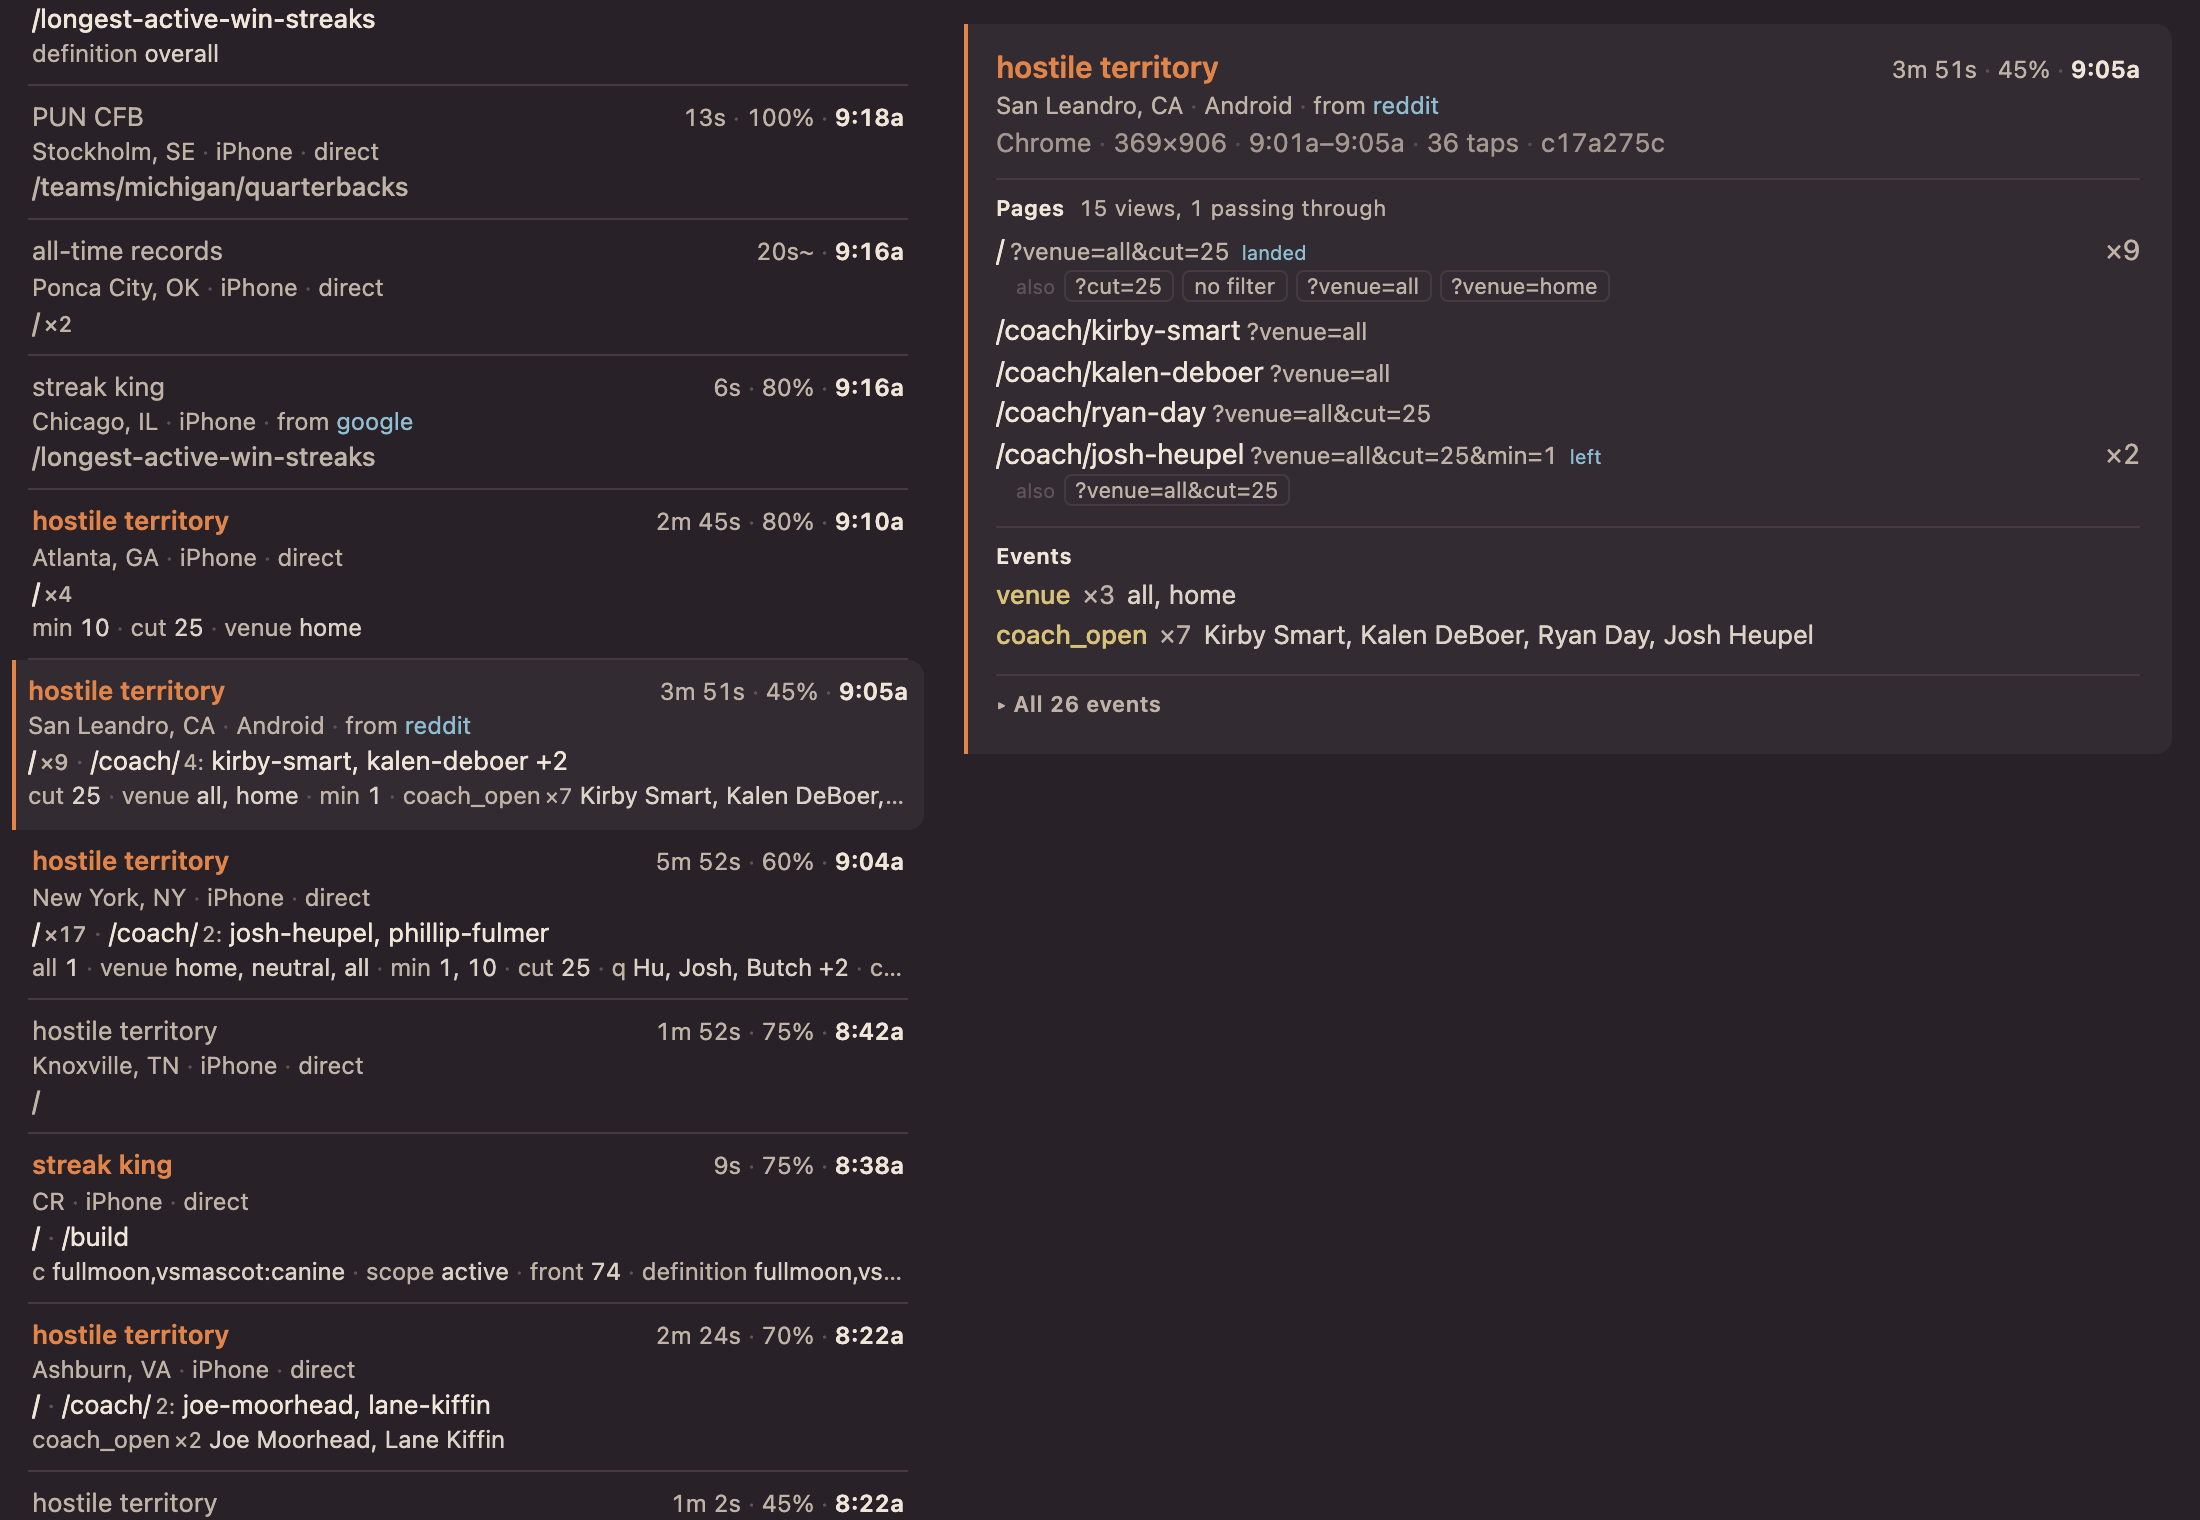 /longest-active-win-streaks
definition overall
PUN CFB 13s · 100% · 9:18a
Stockholm, SE · iPhone · direct
/teams/michigan/quarterbacks
all-time records 20s~ · 9:16a
Ponca City, OK · iPhone · direct
/ ×2
streak king 6s · 80% · 9:16a
Chicago, IL · iPhone · from google
/longest-active-win-streaks
hostile territory 2m 45s · 80% · 9:10a
Atlanta, GA · iPhone · direct
/ ×4
min 10 · cut 25 · venue home
hostile territory 3m 51s · 45% · 9:05a
San Leandro, CA · Android · from reddit
/ ×9 · /coach/ 4: kirby-smart, kalen-deboer +2
cut 25 · venue all, home · min 1 · coach_open ×7 Kirby Smart, Kalen DeBoer,...
hostile territory 5m 52s · 60% · 9:04a
New York, NY · iPhone · direct
/ ×17 · /coach/ 2: josh-heupel, phillip-fulmer
all 1 · venue home, neutral, all · min 1, 10 · cut 25 · q Hu, Josh, Butch +2 · c...
hostile territory 1m 52s · 75% · 8:42a
Knoxville, TN · iPhone · direct
/
streak king 9s · 75% · 8:38a
CR · iPhone · direct
/ · /build
c fullmoon,vsmascot:canine · scope active · front 74 · definition fullmoon,vs...
hostile territory 2m 24s · 70% · 8:22a
Ashburn, VA · iPhone · direct
/ · /coach/ 2: joe-moorhead, lane-kiffin
coach_open ×2 Joe Moorhead, Lane Kiffin
hostile territory 1m 2s · 45% · 8:22a
hostile territory 3m 51s · 45% · 9:05a
San Leandro, CA · Android · from reddit
Chrome · 369×906 · 9:01a–9:05a · 36 taps · c17a275c
Pages 15 views, 1 passing through
/ ?venue=all&cut=25 landed ×9
also ?cut=25 no filter ?venue=all ?venue=home
/coach/kirby-smart ?venue=all
/coach/kalen-deboer ?venue=all
/coach/ryan-day ?venue=all&cut=25
/coach/josh-heupel ?venue=all&cut=25&min=1 left ×2
also ?venue=all&cut=25
Events
venue ×3 all, home
coach_open ×7 Kirby Smart, Kalen DeBoer, Ryan Day, Josh Heupel
▸ All 26 events